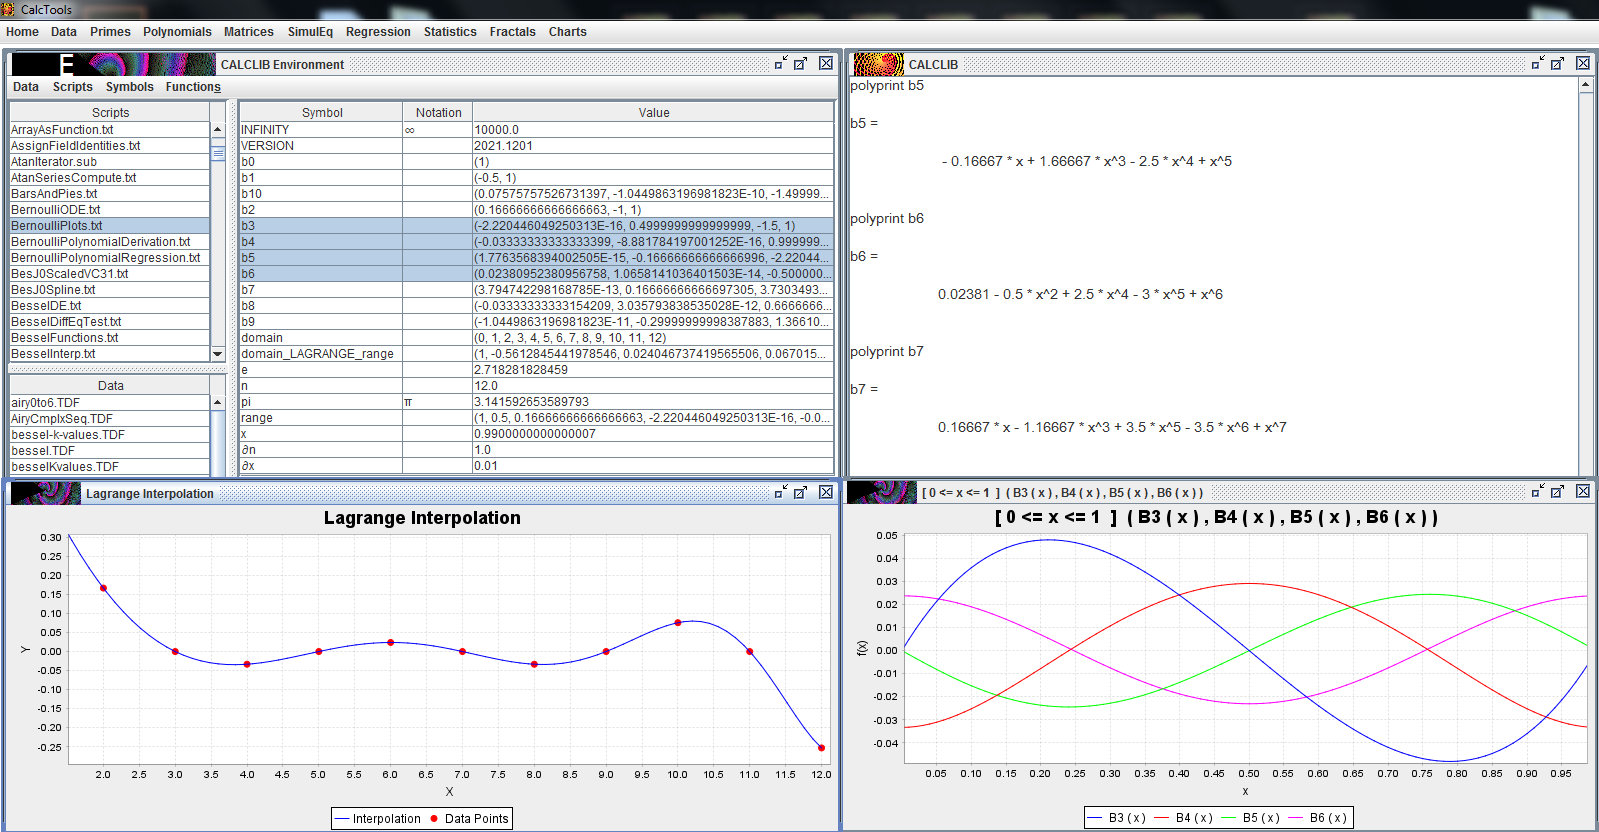 CalcTools
Home Data Primes Polynomials Matrices SimulEq Regression Statistics Fractals Charts
E CALCLIB Environment
Data Scripts Symbols Functions
Scripts
ArrayAsFunction.txt
AssignFieldIdentities.txt
AtanIterator.sub
AtanSeriesCompute.txt
BarsAndPies.txt
BernoulliODE.txt
BernoulliPlots.txt
BernoulliPolynomialDerivation.txt
BernoulliPolynomialRegression.txt
BesJ0ScaledVC31.txt
BesJ0Spline.txt
BesselDE.txt
BesselDiffEqTest.txt
BesselFunctions.txt
BesselInterp.txt
Data
airy0to6.TDF
AiryCmplxSeq.TDF
bessel-k-values.TDF
bessel.TDF
besselKvalues.TDF
Symbol Notation Value
INFINITY ∞ 10000.0
VERSION 2021.1201
b0 (1)
b1 (-0.5, 1)
b10 (0.07575757526731397, -1.0449863196981823E-10, -1.49999...
b2 (0.16666666666666663, -1, 1)
b3 (-2.220446049250313E-16, 0.4999999999999999, -1.5, 1)
b4 (-0.03333333333333399, -8.881784197001252E-16, 0.999999...
b5 (1.7763568394002505E-15, -0.16666666666666996, -2.22044...
b6 (0.02380952380956758, 1.0658141036401503E-14, -0.500000...
b7 (3.794742298168785E-13, 0.16666666666697305, 3.7303493...
b8 (-0.03333333333154209, 3.035793838535028E-12, 0.6666666...
b9 (-1.0449863196981823E-11, -0.29999999998387883, 1.36610...
domain (0, 1, 2, 3, 4, 5, 6, 7, 8, 9, 10, 11, 12)
domain_LAGRANGE_range (1, -0.5612845441978546, 0.024046737419565506, 0.067015...
e 2.718281828459
n 12.0
pi π 3.141592653589793
range (1, 0.5, 0.16666666666666663, -2.220446049250313E-16, -0.0...
x 0.9900000000000007
∂n 1.0
∂x 0.01
CALCLIB
polyprint b5
b5 =
- 0.16667 * x + 1.66667 * x^3 - 2.5 * x^4 + x^5
polyprint b6
b6 =
0.02381 - 0.5 * x^2 + 2.5 * x^4 - 3 * x^5 + x^6
polyprint b7
b7 =
0.16667 * x - 1.16667 * x^3 + 3.5 * x^5 - 3.5 * x^6 + x^7
Lagrange Interpolation
Lagrange Interpolation
0.30
0.25
0.20
0.15
0.10
0.05
0.00
-0.05
-0.10
-0.15
-0.20
-0.25
Y
2.0 2.5 3.0 3.5 4.0 4.5 5.0 5.5 6.0 6.5 7.0 7.5 8.0 8.5 9.0 9.5 10.0 10.5 11.0 11.5 12.0
X
Interpolation Data Points
[ 0 <= x <= 1 ] ( B3 ( x ) , B4 ( x ) , B5 ( x ) , B6 ( x ) )
[ 0 <= x <= 1 ] ( B3 ( x ) , B4 ( x ) , B5 ( x ) , B6 ( x ) )
0.05
0.04
0.03
0.02
0.01
0.00
-0.01
-0.02
-0.03
-0.04
f(x)
0.05 0.10 0.15 0.20 0.25 0.30 0.35 0.40 0.45 0.50 0.55 0.60 0.65 0.70 0.75 0.80 0.85 0.90 0.95
x
B3 ( x ) B4 ( x ) B5 ( x ) B6 ( x )